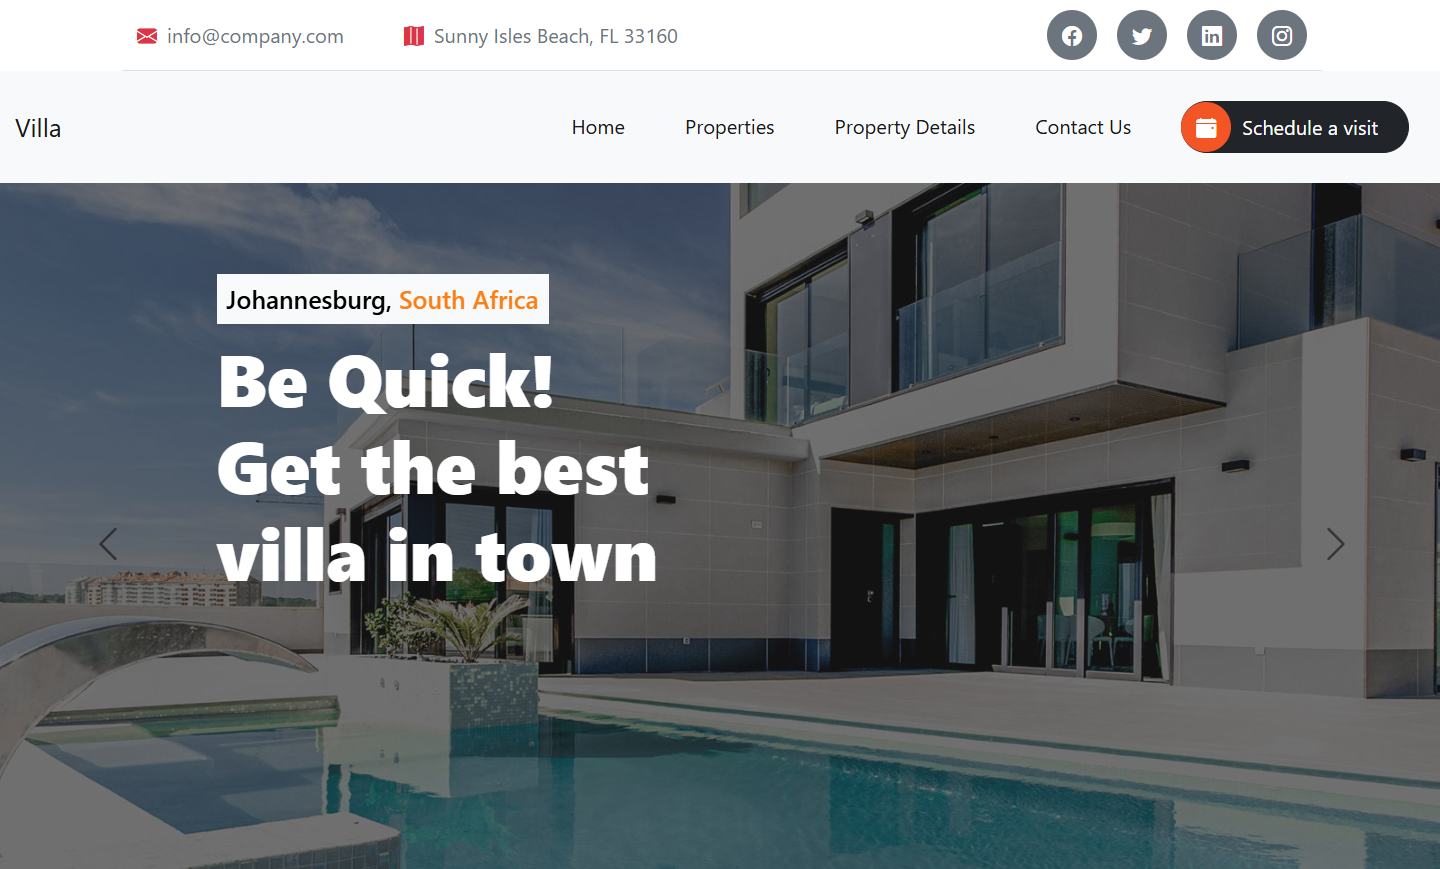 info@company.com
Sunny Isles Beach, FL 33160
Villa
Home
Properties
Property Details
Contact Us
Schedule a visit
Johannesburg, South Africa
Be Quick!
Get the best
villa in town